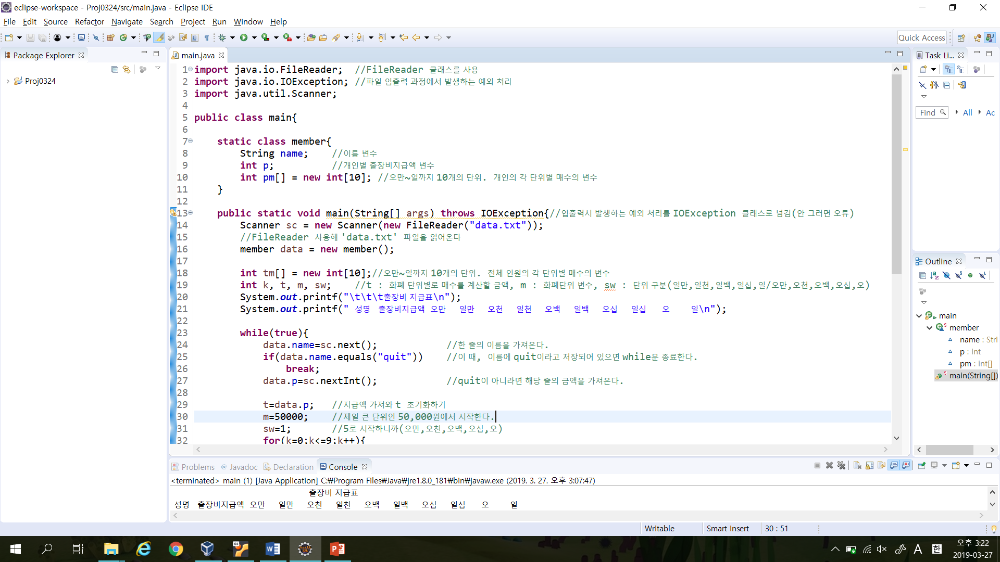 eclipse-workspace - Proj0324/src/main.java - Eclipse IDE
File Edit Source Refactor Navigate Search Project Run Window Help
Quick Access
Package Explorer
Proj0324
main.java
1 import java.io.FileReader;  //FileReader 클래스를 사용
2 import java.io.IOException; //파일 입출력 과정에서 발생하는 예외 처리
3 import java.util.Scanner;
4
5 public class main{
6
7     static class member{
8         String name;    //이름 변수
9         int p;          //개인별 출장비지급액 변수
10         int pm[] = new int[10]; //오만~일까지 10개의 단위. 개인의 각 단위별 매수의 변수
11     }
12
13     public static void main(String[] args) throws IOException{//입출력시 발생하는 예외 처리를 IOException 클래스로 넘김(안 그러면 오류)
14         Scanner sc = new Scanner(new FileReader("data.txt"));
15         //FileReader 사용해 'data.txt' 파일을 읽어온다
16         member data = new member();
17
18         int tm[] = new int[10];//오만~일까지 10개의 단위. 전체 인원의 각 단위별 매수의 변수
19         int k, t, m, sw;    //t : 화폐 단위별로 매수를 계산할 금액, m : 화폐단위 변수, sw : 단위 구분(일만,일천,일백,일십,일/오만,오천,오백,오십,오)
20         System.out.printf("\t\t\t출장비 지급표\n");
21         System.out.printf(" 성명  출장비지급액 오만   일만   오천   일천   오백   일백   오십   일십   오    일\n");
22
23         while(true){
24             data.name=sc.next();            //한 줄의 이름을 가져온다.
25             if(data.name.equals("quit"))    //이 때, 이름에 quit이라고 저장되어 있으면 while문 종료한다.
26                 break;
27             data.p=sc.nextInt();            //quit이 아니라면 해당 줄의 금액을 가져온다.
28
29             t=data.p;   //지급액 가져와 t 초기화하기
30             m=50000;    //제일 큰 단위인 50,000원에서 시작한다.
31             sw=1;       //5로 시작하니까(오만,오천,오백,오십,오)
32             for(k=0;k<=9;k++){
Task Li...
Find All Ac
Outline
main
member
name : Stri
p : int
pm : int[]
main(String[])
Problems Javadoc Declaration Console
<terminated> main (1) [Java Application] C:₩Program Files₩Java₩jre1.8.0_181₩bin₩javaw.exe (2019. 3. 27. 오후 3:07:47)
출장비 지급표
성명 출장비지급액 오만 일만 오천 일천 오백 일백 오십 일십 오 일
Writable Smart Insert 30 : 51
A 한 오후 3:22
2019-03-27